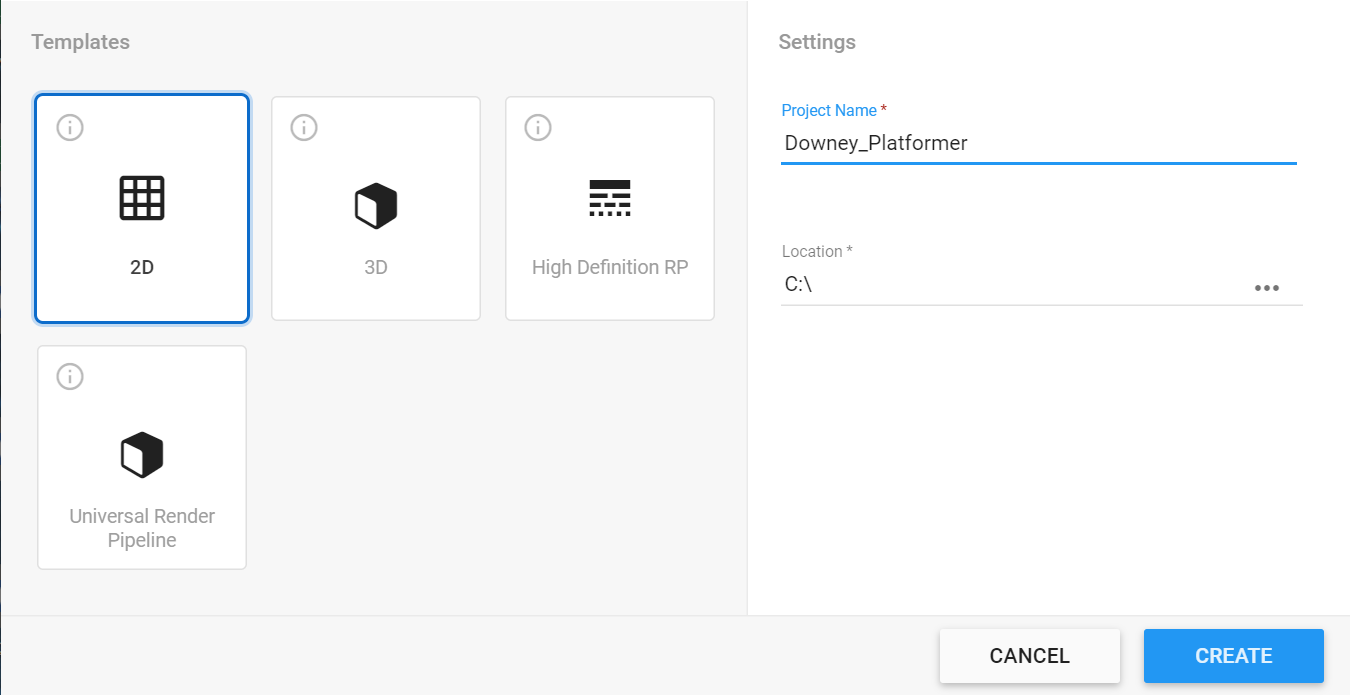 Templates
2D
3D
High Definition RP
Universal Render
Pipeline
Settings
Project Name *
Downey_Platformer
Location *
C:\
CANCEL
CREATE